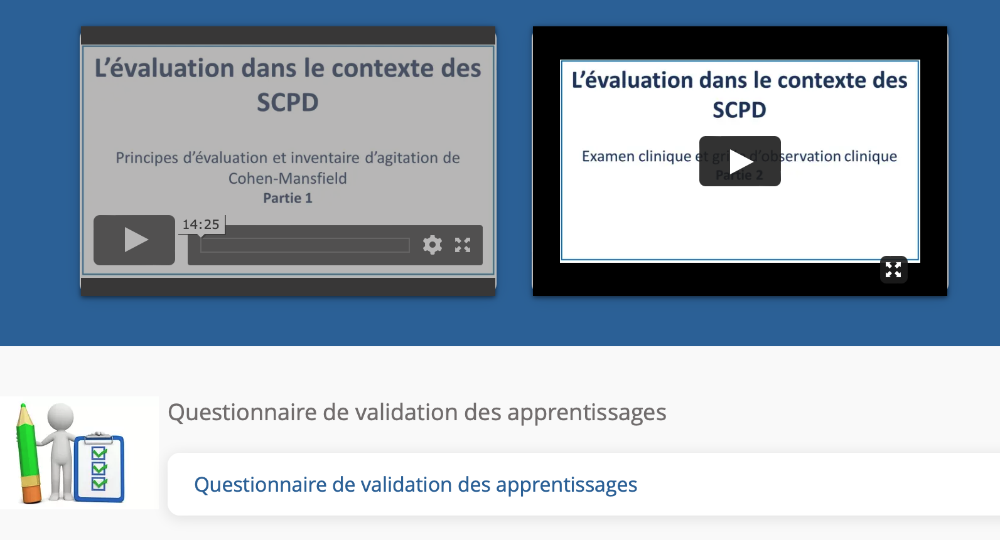 L’évaluation dans le contexte des
SCPD
Principes d’évaluation et inventaire d’agitation de
Cohen-Mansfield
Partie 1
14:25
L’évaluation dans le contexte des
SCPD
Examen clinique et d’observation clinique
Partie 2
Questionnaire de validation des apprentissages
Questionnaire de validation des apprentissages